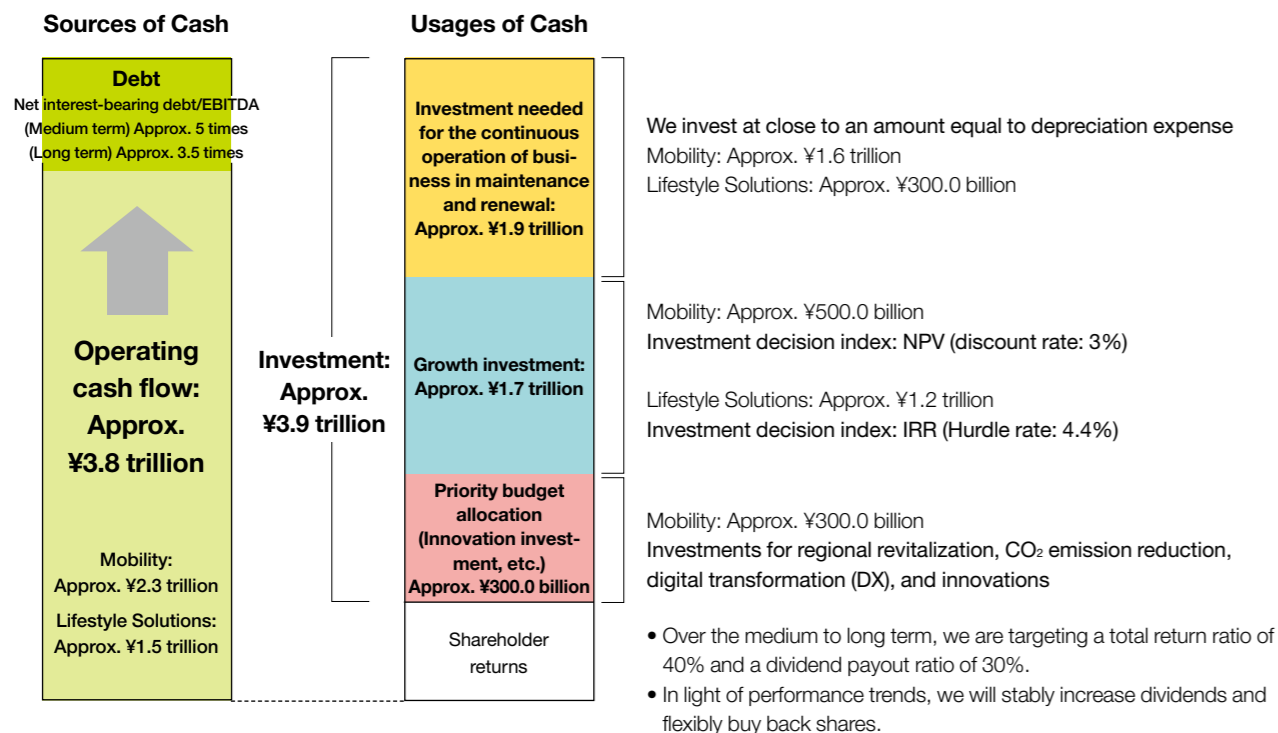 Sources of Cash
Debt
Net interest-bearing debt/EBITDA
(Medium term) Approx. 5 times
(Long term) Approx. 3.5 times
Operating
cash flow:
Approx.
¥3.8 trillion
Mobility:
Approx. ¥2.3 trillion
Lifestyle Solutions:
Approx. ¥1.5 trillion
Investment:
Approx.
¥3.9 trillion
Usages of Cash
Investment needed
for the continuous
operation of busi-
ness in maintenance
and renewal:
Approx. ¥1.9 trillion
Growth investment:
Approx. ¥1.7 trillion
Priority budget
allocation
(Innovation invest-
ment, etc.)
Approx. ¥300.0 billion
Shareholder
returns
We invest at close to an amount equal to depreciation expense
Mobility: Approx. ¥1.6 trillion
Lifestyle Solutions: Approx. ¥300.0 billion
Mobility: Approx. ¥500.0 billion
Investment decision index: NPV (discount rate: 3%)
Lifestyle Solutions: Approx. ¥1.2 trillion
Investment decision index: IRR (Hurdle rate: 4.4%)
Mobility: Approx. ¥300.0 billion
Investments for regional revitalization, CO₂ emission reduction,
digital transformation (DX), and innovations
• Over the medium to long term, we are targeting a total return ratio of
40% and a dividend payout ratio of 30%.
• In light of performance trends, we will stably increase dividends and
flexibly buy back shares.